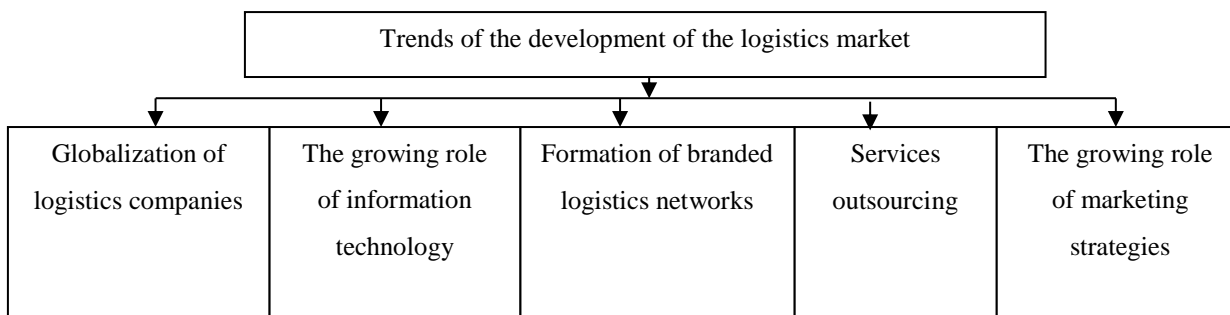 Trends of the development of the logistics market
Globalization of
logistics companies
The growing role
of information
technology
Formation of branded
logistics networks
Services
outsourcing
The growing role
of marketing
strategies